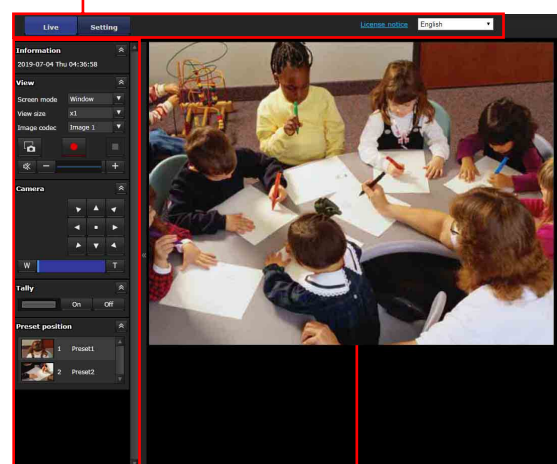 Live Setting License notice English
Information
2019-07-04 Thu 04:36:58
View
Screen mode Window
View size x1
Image codec Image 1
Camera
W T
Tally
On Off
Preset position
1 Preset1
2 Preset2